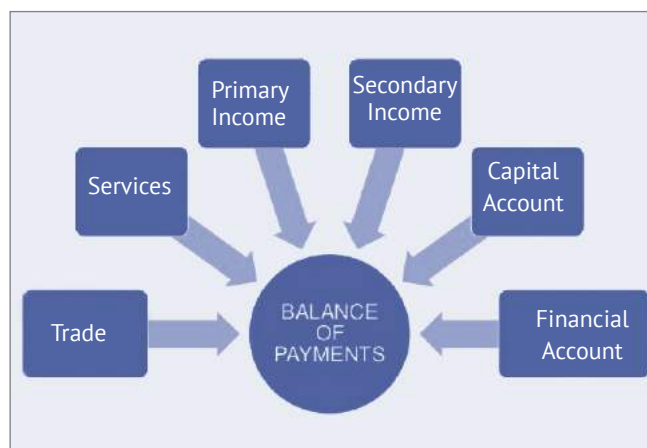 Primary
Income
Secondary
Income
Services
Capital
Account
Trade
BALANCE
OF
PAYMENTS
Financial
Account